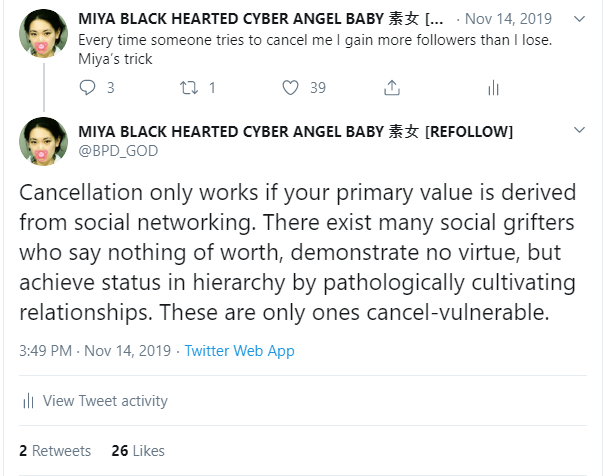 MIYA BLACK HEARTED CYBER ANGEL BABY 素女 [... · Nov 14, 2019
Every time someone tries to cancel me I gain more followers than I lose.
Miya's trick
3 1 39
MIYA BLACK HEARTED CYBER ANGEL BABY 素女 [REFOLLOW]
@BPD_GOD
Cancellation only works if your primary value is derived
from social networking. There exist many social grifters
who say nothing of worth, demonstrate no virtue, but
achieve status in hierarchy by pathologically cultivating
relationships. These are only ones cancel-vulnerable.
3:49 PM · Nov 14, 2019 · Twitter Web App
View Tweet activity
2 Retweets 26 Likes